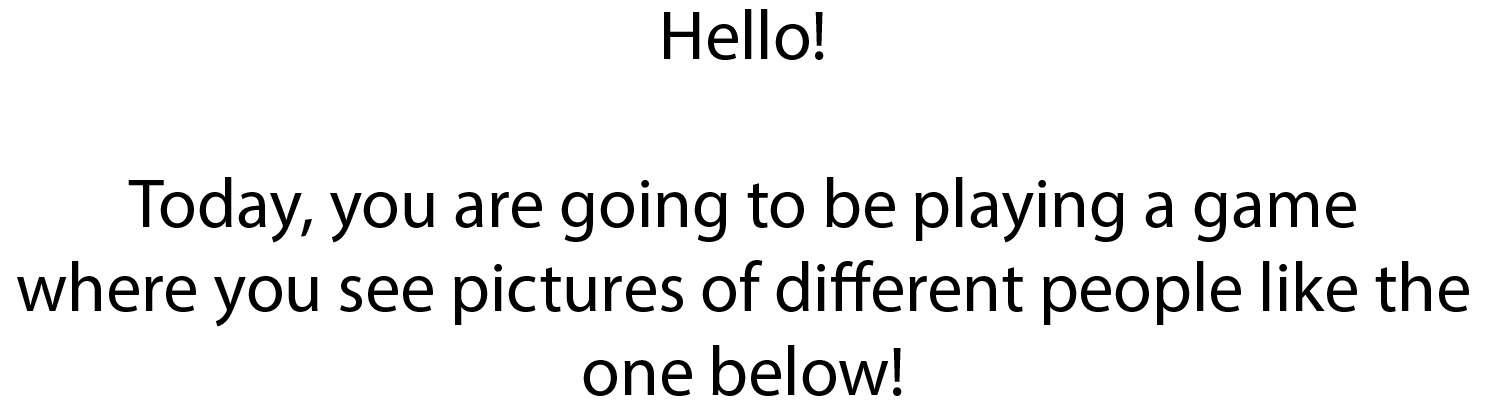 Hello!
Today, you are going to be playing a game
where you see pictures of different people like the
one below!